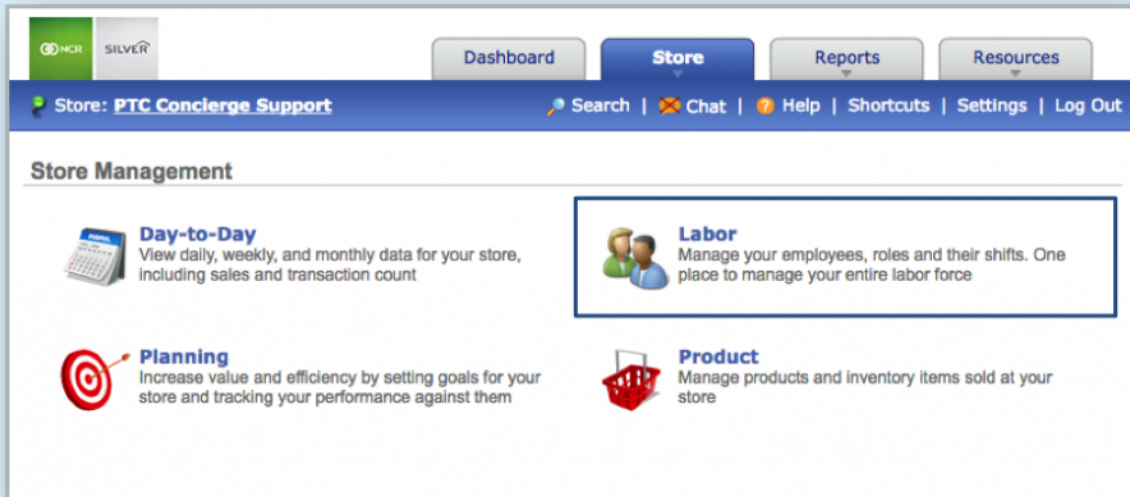 NCR SILVER
Dashboard Store Reports Resources
Store: PTC Concierge Support Search | Chat | Help | Shortcuts | Settings | Log Out
Store Management
Day-to-Day
View daily, weekly, and monthly data for your store,
including sales and transaction count
Labor
Manage your employees, roles and their shifts. One
place to manage your entire labor force
Planning
Increase value and efficiency by setting goals for your
store and tracking your performance against them
Product
Manage products and inventory items sold at your
store